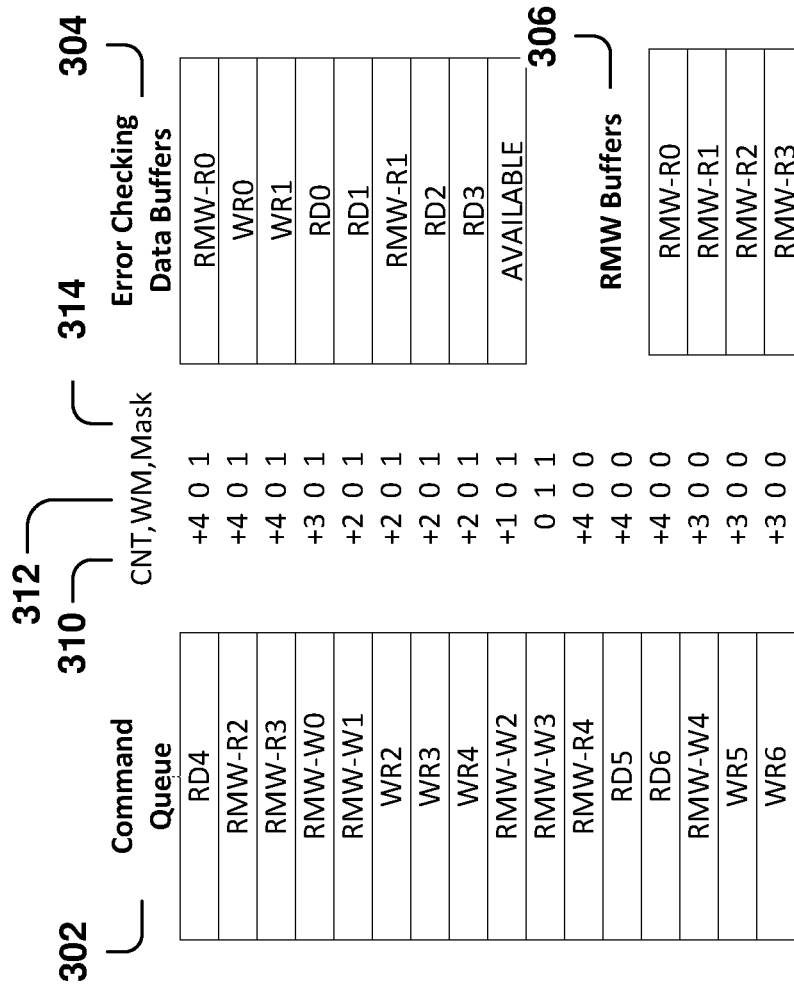 302
Command
Queue
RD4
RMW-R2
RMW-R3
RMW-W0
RMW-W1
WR2
WR3
WR4
RMW-W2
RMW-W3
RMW-R4
RD5
RD6
RMW-W4
WR5
WR6
310
312
314
CNT,WM,Mask
+4 0 1
+4 0 1
+4 0 1
+3 0 1
+2 0 1
+2 0 1
+2 0 1
+2 0 1
+1 0 1
0 1 1
+4 0 0
+4 0 0
+4 0 0
+3 0 0
+3 0 0
+3 0 0
304
Error Checking
Data Buffers
RMW-R0
WR0
WR1
RD0
RD1
RMW-R1
RD2
RD3
AVAILABLE
306
RMW Buffers
RMW-R0
RMW-R1
RMW-R2
RMW-R3